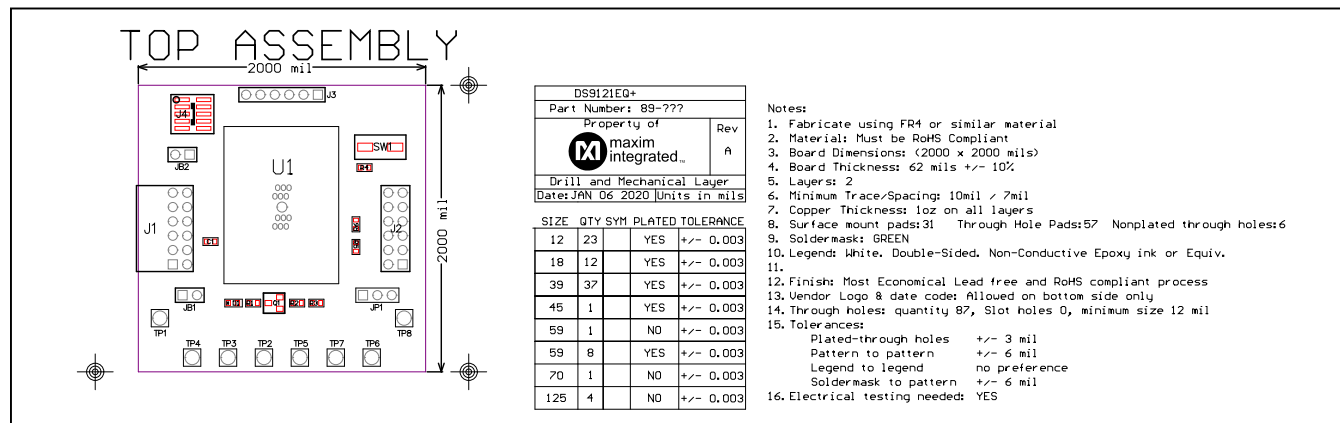 TOP ASSEMBLY
2000 mil
J3
J4
SW1
JB2
U1
R4
J1
J2
2000 mil
C1
JB1
Q1
JP1
TP1
TP8
TP4 TP3 TP2 TP5 TP7 TP6
DS9121EQ+
Part Number: 89-???
Property of
maxim
integrated™
Rev
A
Drill and Mechanical Layer
Date:JAN 06 2020 Units in mils
SIZE QTY SYM PLATED TOLERANCE
12 23 YES +/- 0.003
18 12 YES +/- 0.003
39 37 YES +/- 0.003
45 1 YES +/- 0.003
59 1 NO +/- 0.003
59 8 YES +/- 0.003
70 1 NO +/- 0.003
125 4 NO +/- 0.003
Notes:
1. Fabricate using FR4 or similar material
2. Material: Must be RoHS Compliant
3. Board Dimensions: (2000 x 2000 mils)
4. Board Thickness: 62 mils +/- 10%
5. Layers: 2
6. Minimum Trace/Spacing: 10mil / 7mil
7. Copper Thickness: 1oz on all layers
8. Surface mount pads:31 Through Hole Pads:57 Nonplated through holes:6
9. Soldermask: GREEN
10. Legend: White. Double-Sided. Non-Conductive Epoxy ink or Equiv.
11.
12. Finish: Most Economical Lead free and RoHS compliant process
13. Vendor Logo & date code: Allowed on bottom side only
14. Through holes: quantity 87, Slot holes 0, minimum size 12 mil
15. Tolerances:
Plated-through holes +/- 3 mil
Pattern to pattern +/- 6 mil
Legend to legend no preference
Soldermask to pattern +/- 6 mil
16. Electrical testing needed: YES